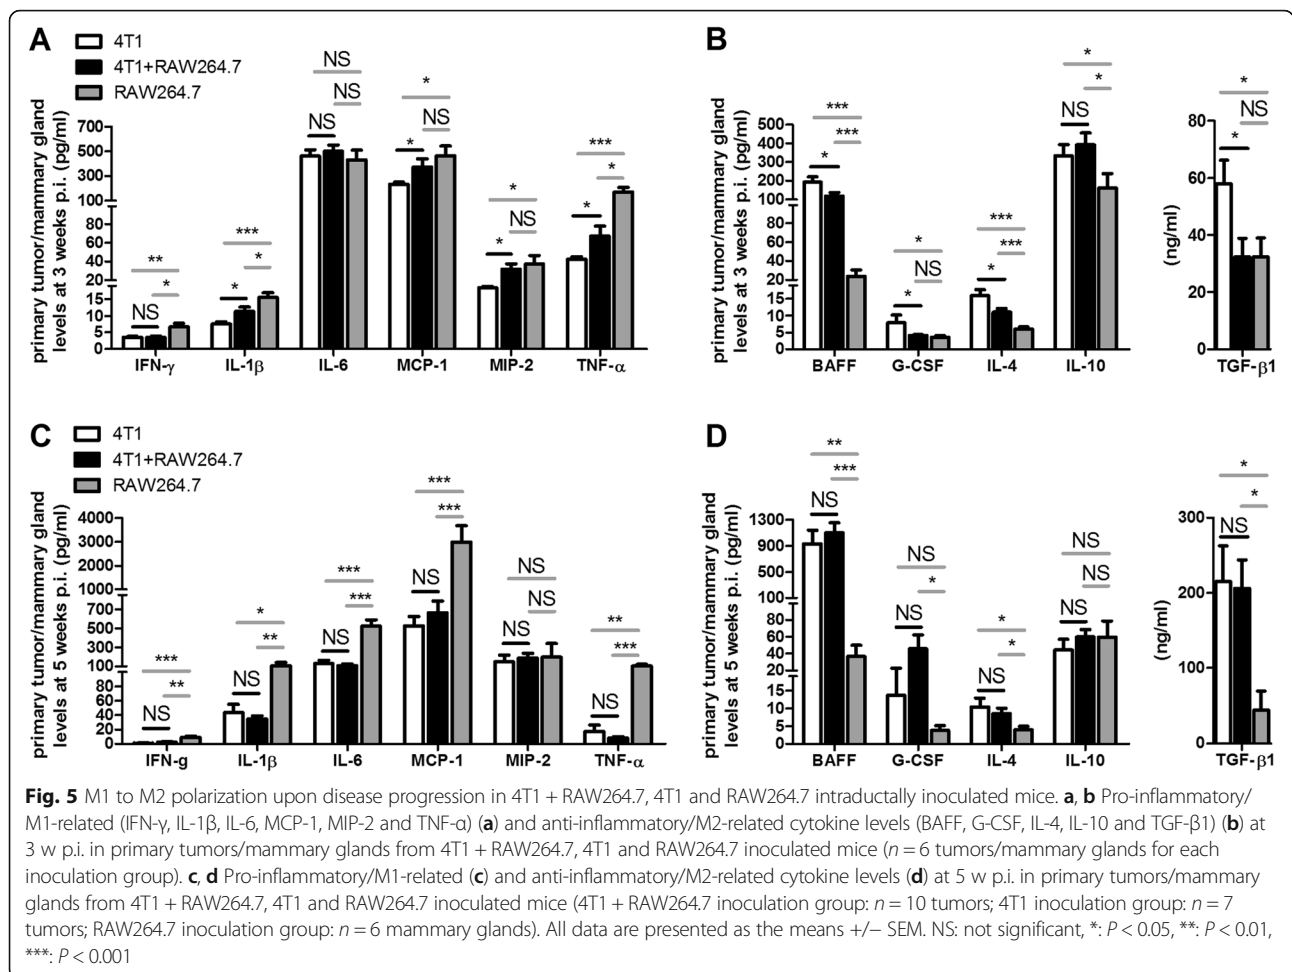 A
4T1
4T1+RAW264.7
RAW264.7
primary tumor/mammary gland
levels at 3 weeks p.i. (pg/ml)
700
500
300
100
80
60
40
20
15
10
5
0
NS * **
* * ***
NS NS NS
* NS *
* NS *
* * ***
IFN-γ IL-1β IL-6 MCP-1 MIP-2 TNF-α
B
primary tumor/mammary gland
levels at 3 weeks p.i. (pg/ml)
500
400
300
200
100
80
60
40
20
15
10
5
0
* *** ***
* NS *
* *** ***
NS * *
BAFF G-CSF IL-4 IL-10
(ng/ml)
80
60
40
20
0
* NS *
TGF-β1
C
4T1
4T1+RAW264.7
RAW264.7
primary tumor/mammary gland
levels at 5 weeks p.i. (pg/ml)
4000
3000
2000
1000
700
500
300
100
80
60
40
20
0
NS ** ***
NS ** *
NS *** ***
NS *** ***
NS NS NS
NS *** **
IFN-g IL-1β IL-6 MCP-1 MIP-2 TNF-α
D
primary tumor/mammary gland
levels at 5 weeks p.i. (pg/ml)
1300
900
500
100
80
60
40
20
15
10
5
0
NS *** **
NS * NS
NS * *
NS NS NS
BAFF G-CSF IL-4 IL-10
(ng/ml)
300
200
100
0
NS * *
TGF-β1
Fig. 5 M1 to M2 polarization upon disease progression in 4T1 + RAW264.7, 4T1 and RAW264.7 intraductally inoculated mice. a, b Pro-inflammatory/
M1-related (IFN-γ, IL-1β, IL-6, MCP-1, MIP-2 and TNF-α) (a) and anti-inflammatory/M2-related cytokine levels (BAFF, G-CSF, IL-4, IL-10 and TGF-β1) (b) at
3 w p.i. in primary tumors/mammary glands from 4T1 + RAW264.7, 4T1 and RAW264.7 inoculated mice (n = 6 tumors/mammary glands for each
inoculation group). c, d Pro-inflammatory/M1-related (c) and anti-inflammatory/M2-related cytokine levels (d) at 5 w p.i. in primary tumors/mammary
glands from 4T1 + RAW264.7, 4T1 and RAW264.7 inoculated mice (4T1 + RAW264.7 inoculation group: n = 10 tumors; 4T1 inoculation group: n = 7
tumors; RAW264.7 inoculation group: n = 6 mammary glands). All data are presented as the means +/− SEM. NS: not significant, *: P < 0.05, **: P < 0.01,
***: P < 0.001